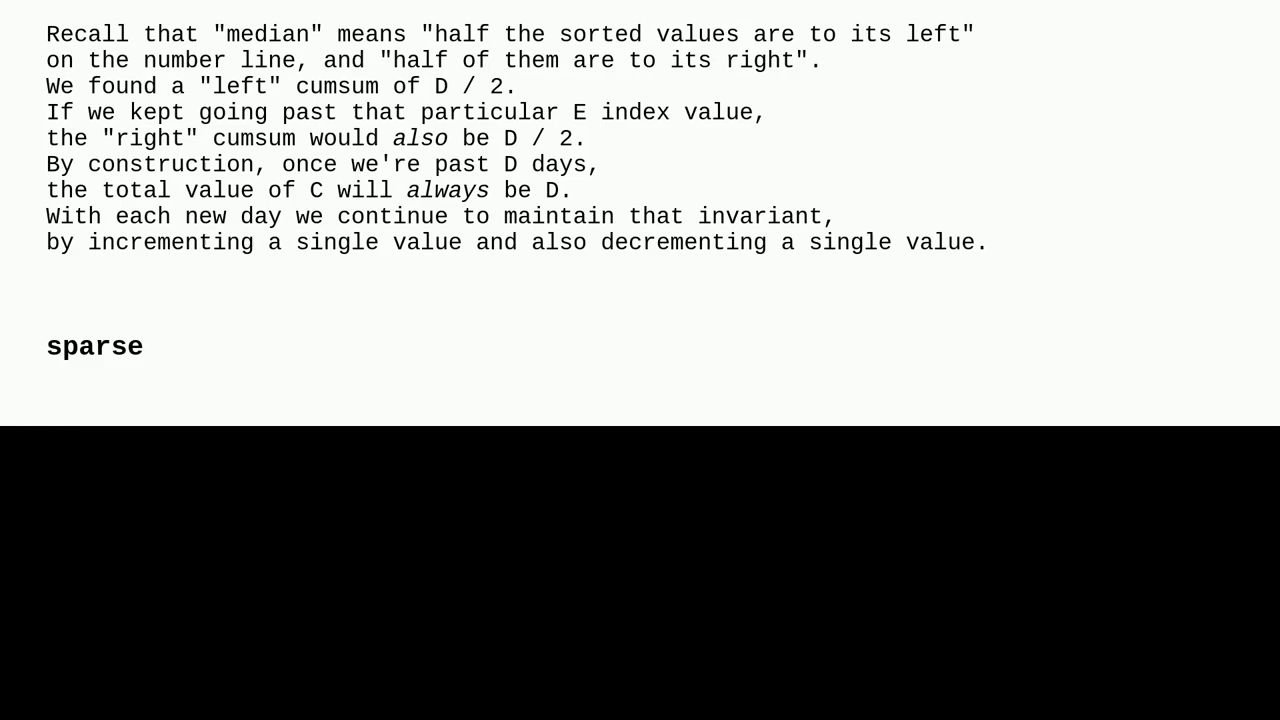 Recall that "median" means "half the sorted values are to its left"
on the number line, and "half of them are to its right".
We found a "left" cumsum of D / 2.
If we kept going past that particular E index value,
the "right" cumsum would also be D / 2.
By construction, once we're past D days,
the total value of C will always be D.
With each new day we continue to maintain that invariant,
by incrementing a single value and also decrementing a single value.
sparse